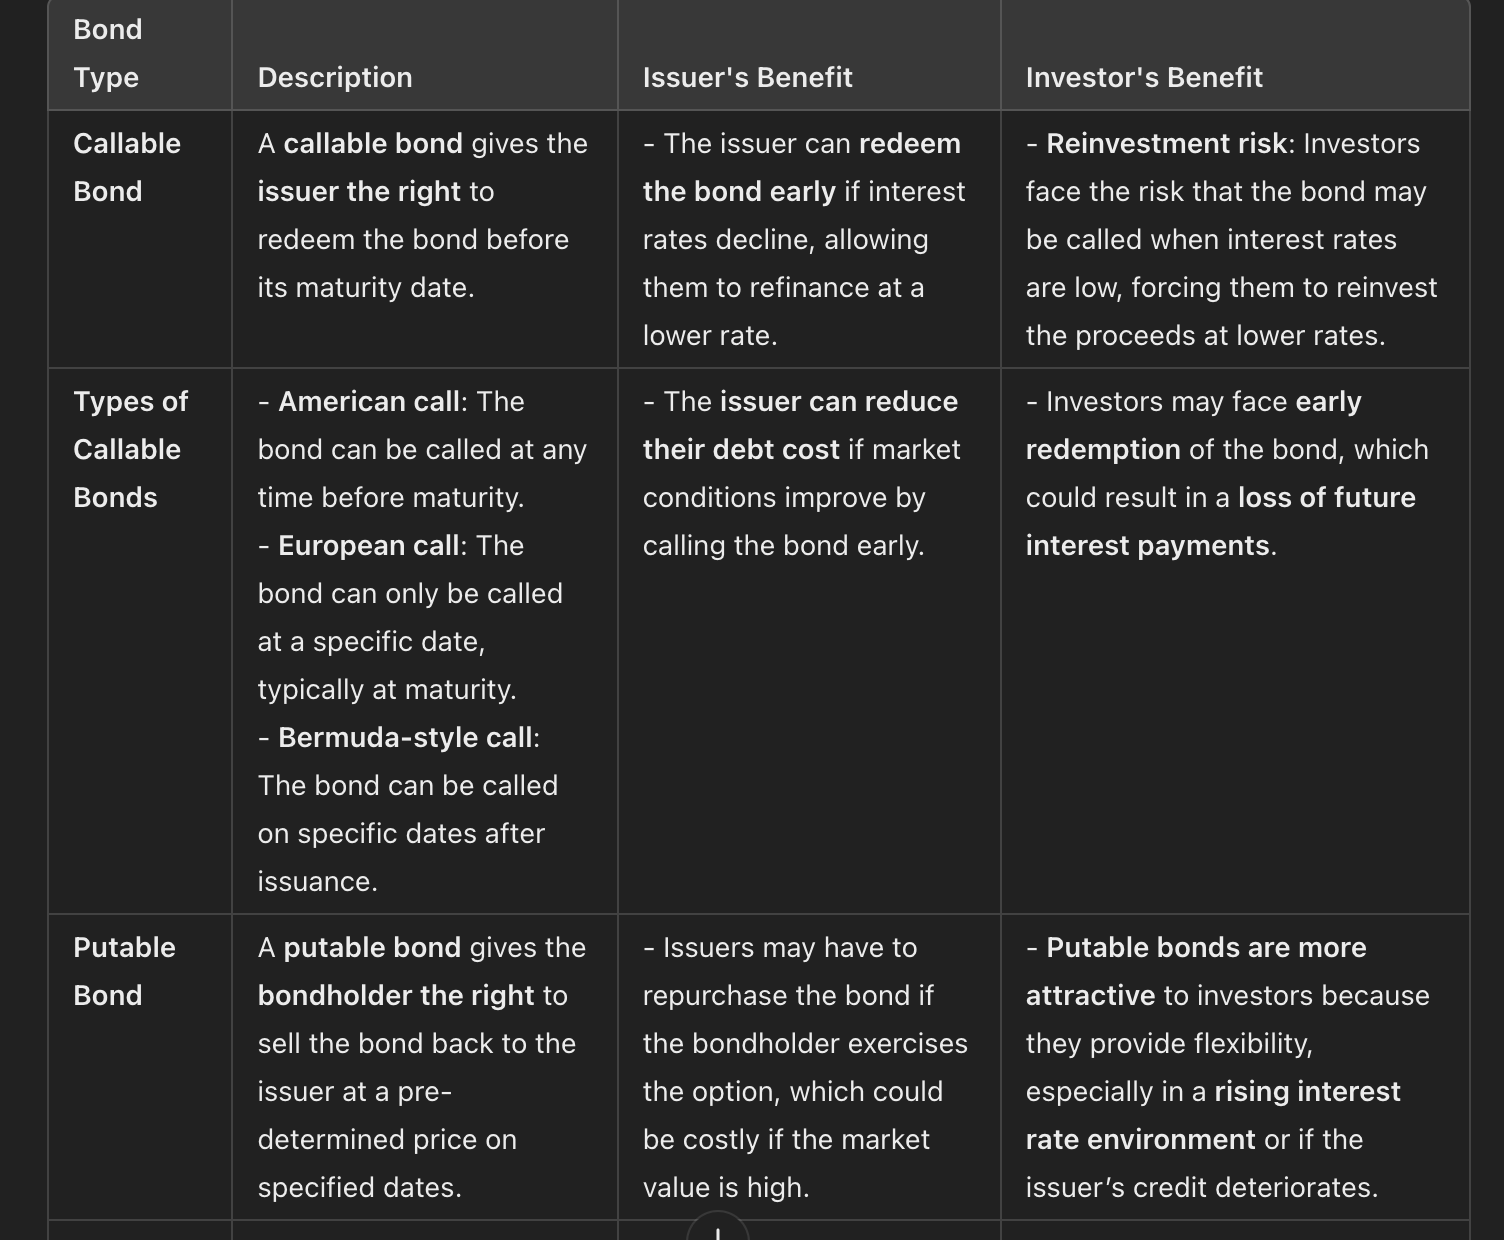 Bond
Type
Description
Issuer's Benefit
Investor's Benefit
Callable
Bond
A callable bond gives the
issuer the right to
redeem the bond before
its maturity date.
- The issuer can redeem
the bond early if interest
rates decline, allowing
them to refinance at a
lower rate.
- Reinvestment risk: Investors
face the risk that the bond may
be called when interest rates
are low, forcing them to reinvest
the proceeds at lower rates.
Types of
Callable
Bonds
- American call: The
bond can be called at any
time before maturity.
- European call: The
bond can only be called
at a specific date,
typically at maturity.
- Bermuda-style call:
The bond can be called
on specific dates after
issuance.
- The issuer can reduce
their debt cost if market
conditions improve by
calling the bond early.
- Investors may face early
redemption of the bond, which
could result in a loss of future
interest payments.
Putable
Bond
A putable bond gives the
bondholder the right to
sell the bond back to the
issuer at a pre-
determined price on
specified dates.
- Issuers may have to
repurchase the bond if
the bondholder exercises
the option, which could
be costly if the market
value is high.
- Putable bonds are more
attractive to investors because
they provide flexibility,
especially in a rising interest
rate environment or if the
issuer’s credit deteriorates.